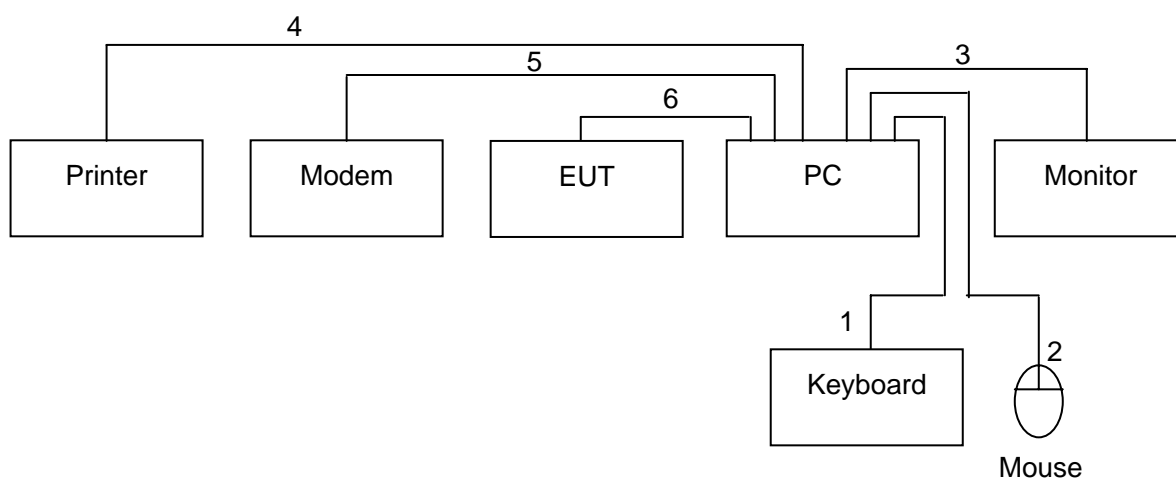 4
5
3
6
Printer
Modem
EUT
PC
Monitor
1
2
Keyboard
Mouse